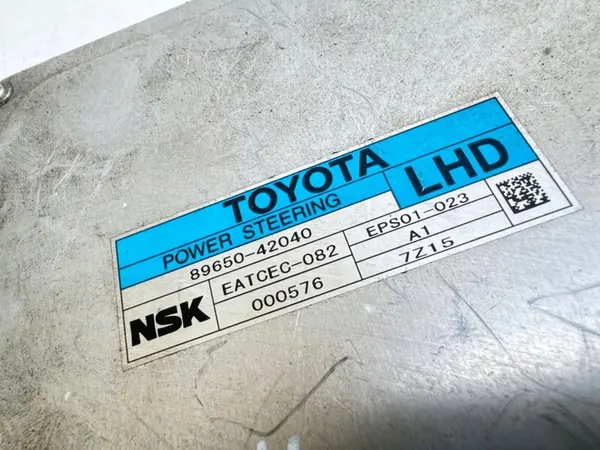 TOYOTA
POWER STEERING
LHD
89650-42040
EPS01-023
NSK
EATCEC-082
A1
000576
7Z15